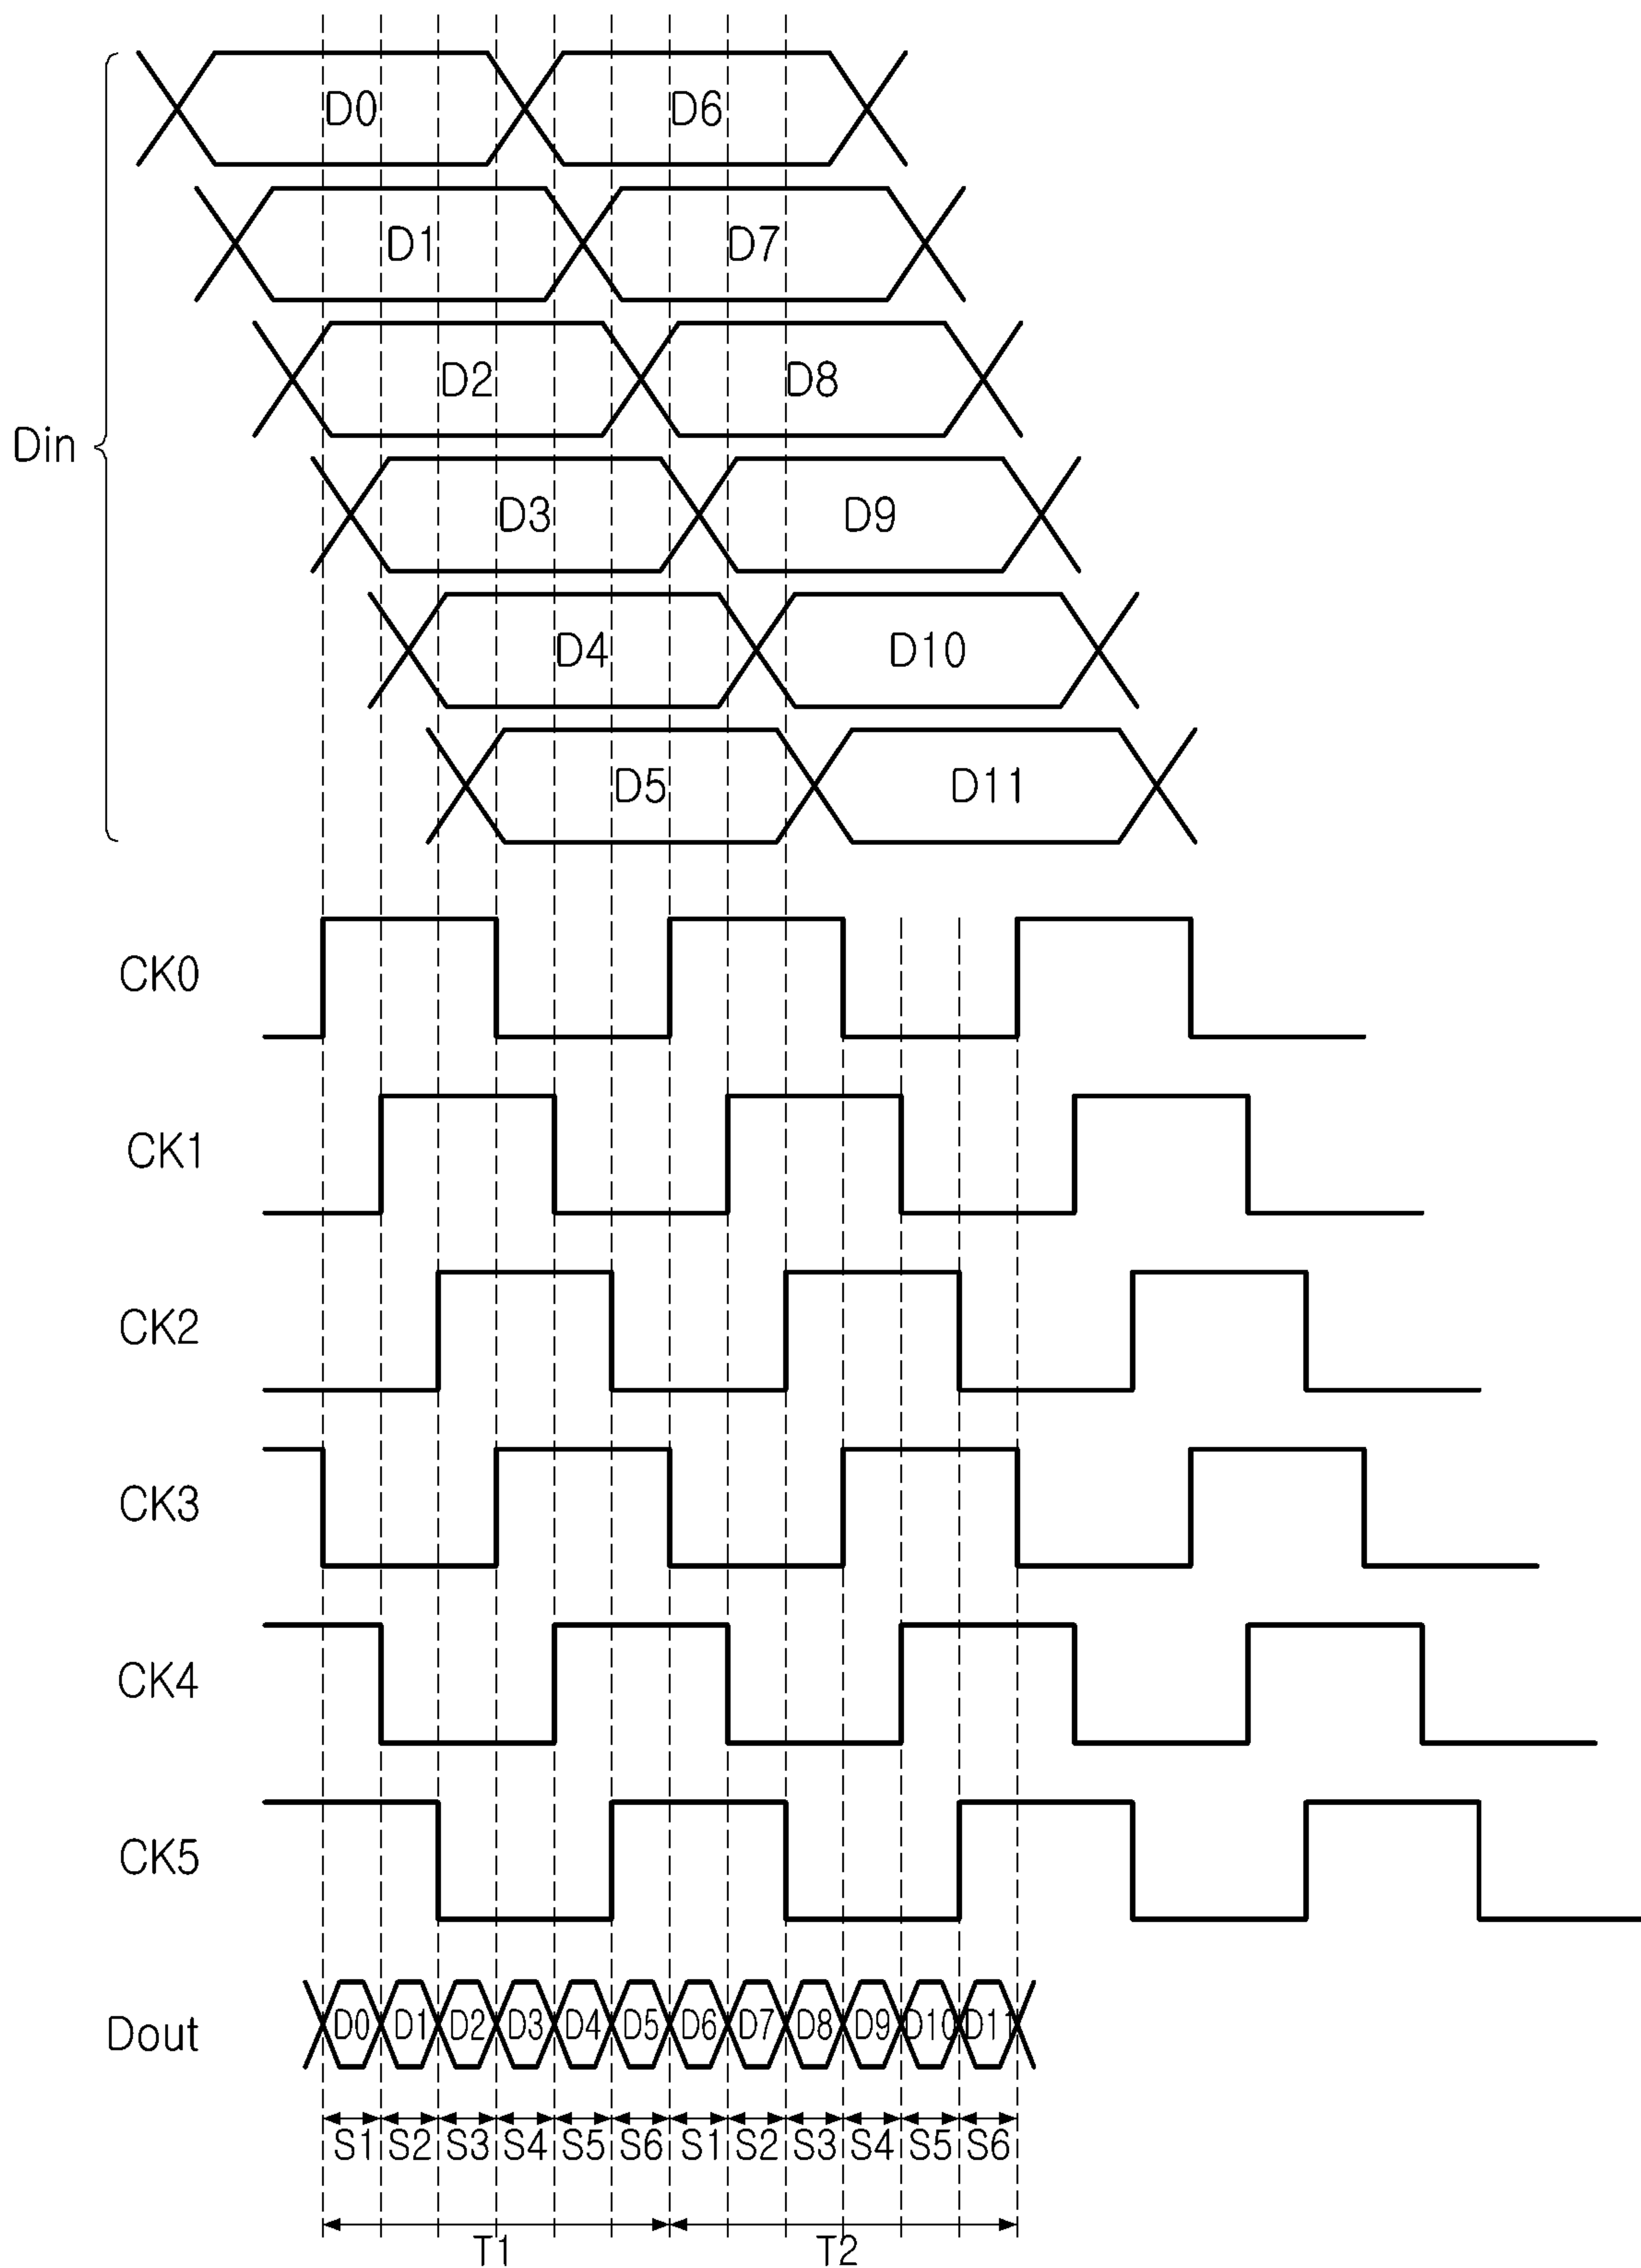 D0 D6
D1 D7
D2 D8
Din
D3 D9
D4 D10
D5 D11
CK0
CK1
CK2
CK3
CK4
CK5
Dout D0 D1 D2 D3 D4 D5 D6 D7 D8 D9 D10 D11
S1 S2 S3 S4 S5 S6 S1 S2 S3 S4 S5 S6
T1 T2